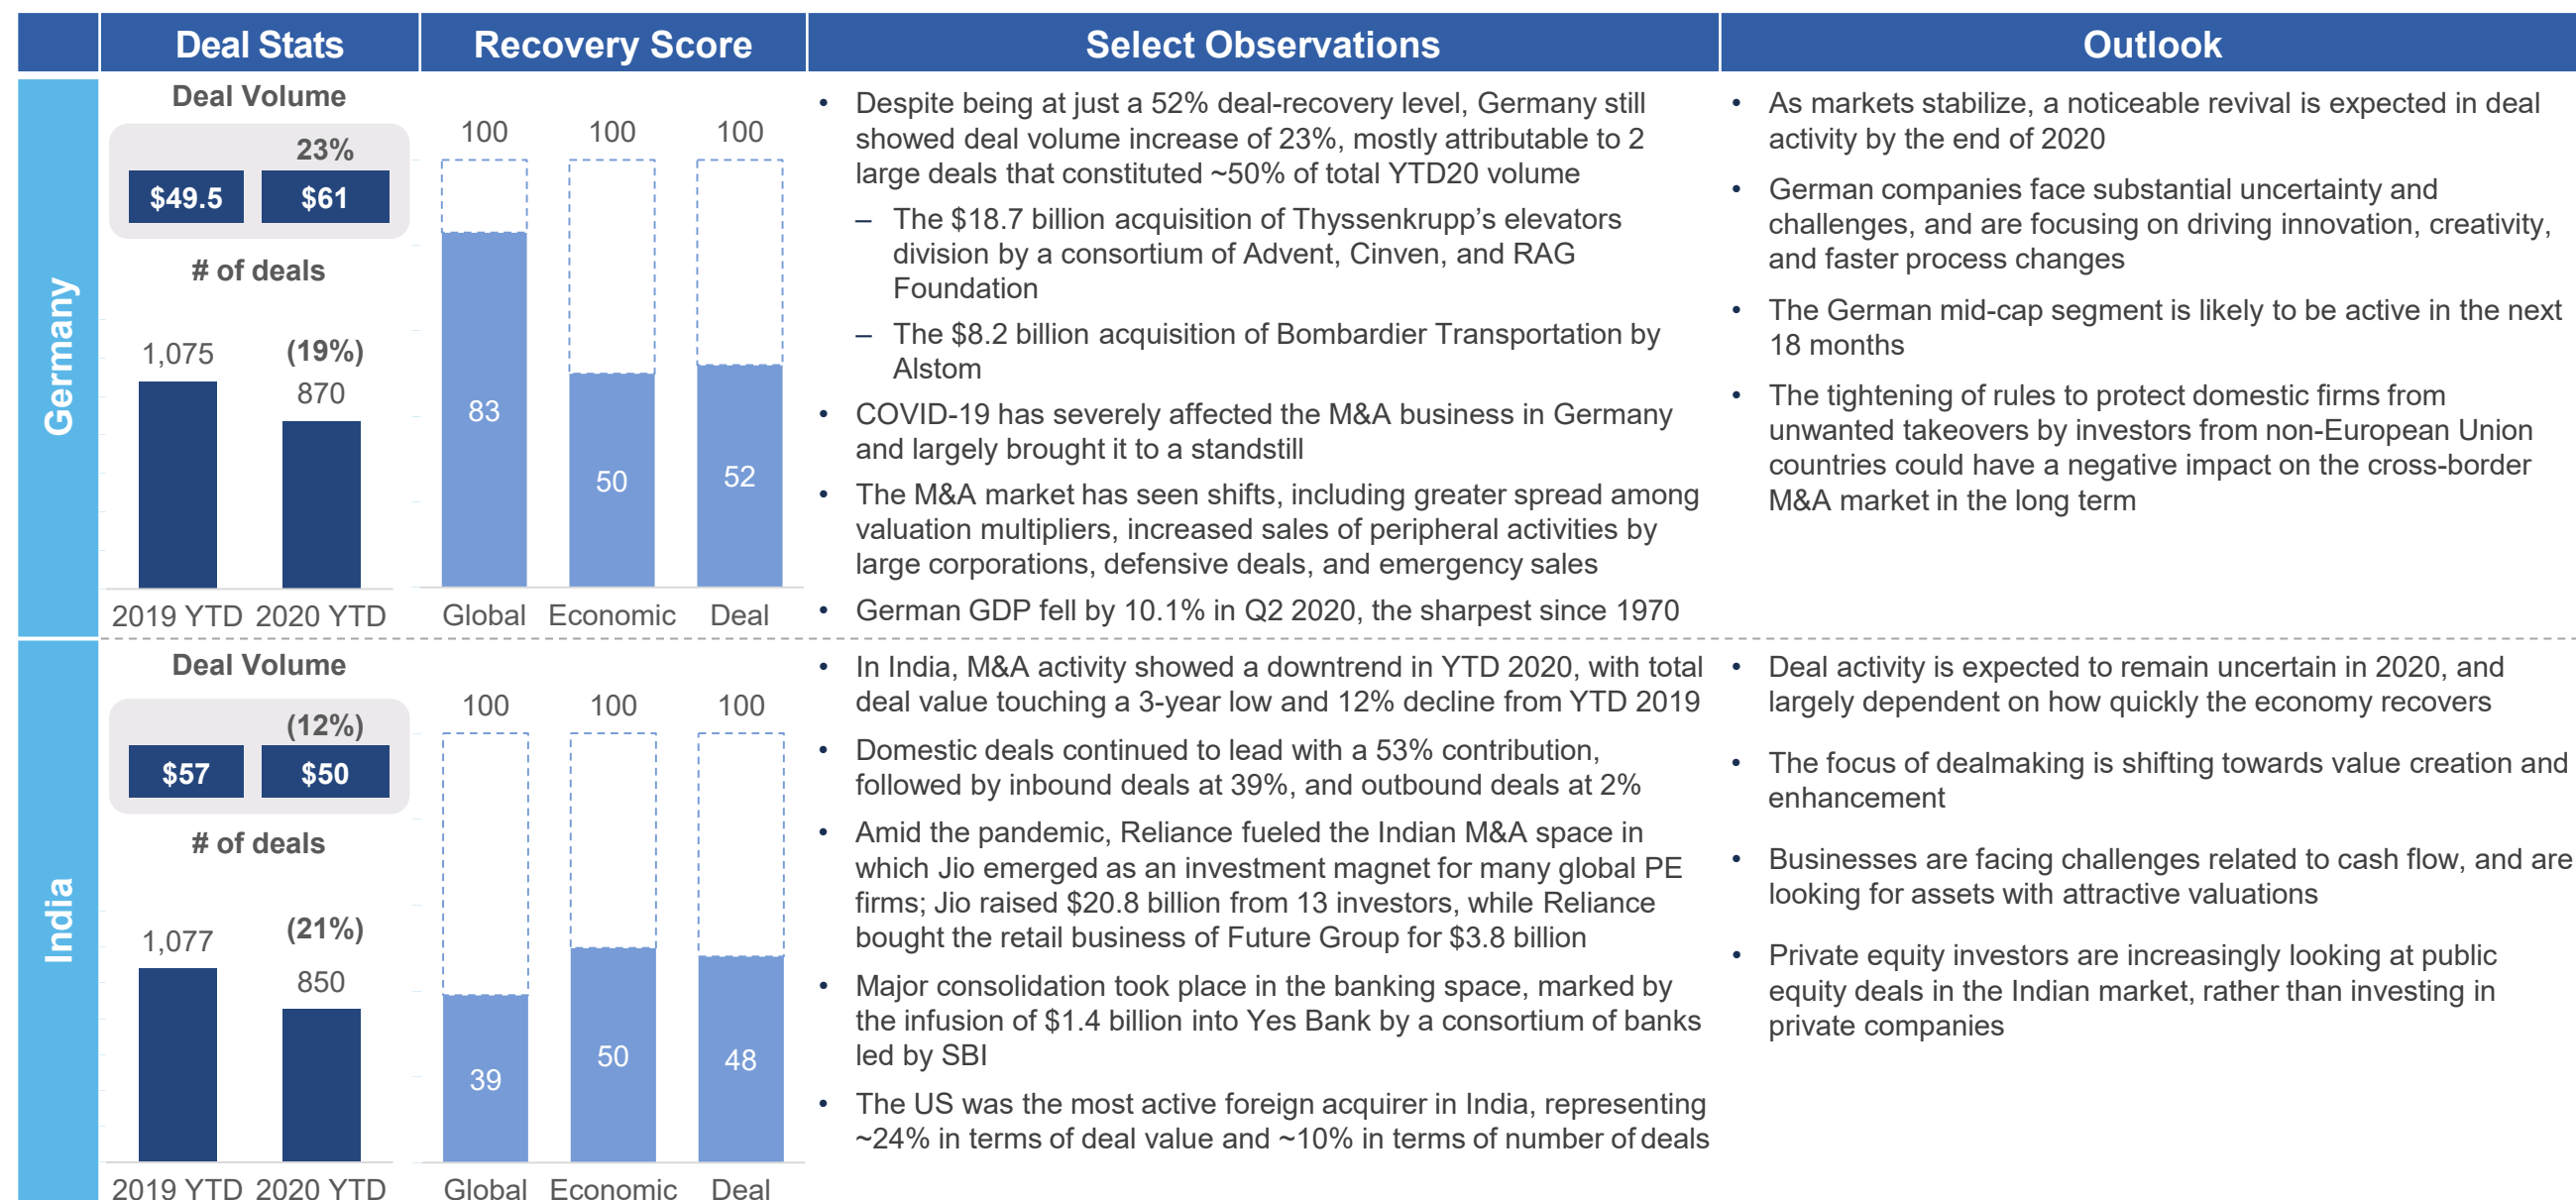 Deal Stats
Recovery Score
Select Observations
Outlook
Germany
Deal Volume
23%
$49.5
$61
# of deals
1,075
(19%)
870
2019 YTD
2020 YTD
100
100
100
83
50
52
Global
Economic
Deal
• Despite being at just a 52% deal-recovery level, Germany still
showed deal volume increase of 23%, mostly attributable to 2
large deals that constituted ~50% of total YTD20 volume
– The $18.7 billion acquisition of Thyssenkrupp’s elevators
division by a consortium of Advent, Cinven, and RAG
Foundation
– The $8.2 billion acquisition of Bombardier Transportation by
Alstom
• COVID-19 has severely affected the M&A business in Germany
and largely brought it to a standstill
• The M&A market has seen shifts, including greater spread among
valuation multipliers, increased sales of peripheral activities by
large corporations, defensive deals, and emergency sales
• German GDP fell by 10.1% in Q2 2020, the sharpest since 1970
• As markets stabilize, a noticeable revival is expected in deal
activity by the end of 2020
• German companies face substantial uncertainty and
challenges, and are focusing on driving innovation, creativity,
and faster process changes
• The German mid-cap segment is likely to be active in the next
18 months
• The tightening of rules to protect domestic firms from
unwanted takeovers by investors from non-European Union
countries could have a negative impact on the cross-border
M&A market in the long term
India
Deal Volume
(12%)
$57
$50
# of deals
1,077
(21%)
850
2019 YTD
2020 YTD
100
100
100
39
50
48
Global
Economic
Deal
• In India, M&A activity showed a downtrend in YTD 2020, with total
deal value touching a 3-year low and 12% decline from YTD 2019
• Domestic deals continued to lead with a 53% contribution,
followed by inbound deals at 39%, and outbound deals at 2%
• Amid the pandemic, Reliance fueled the Indian M&A space in
which Jio emerged as an investment magnet for many global PE
firms; Jio raised $20.8 billion from 13 investors, while Reliance
bought the retail business of Future Group for $3.8 billion
• Major consolidation took place in the banking space, marked by
the infusion of $1.4 billion into Yes Bank by a consortium of banks
led by SBI
• The US was the most active foreign acquirer in India, representing
~24% in terms of deal value and ~10% in terms of number of deals
• Deal activity is expected to remain uncertain in 2020, and
largely dependent on how quickly the economy recovers
• The focus of dealmaking is shifting towards value creation and
enhancement
• Businesses are facing challenges related to cash flow, and are
looking for assets with attractive valuations
• Private equity investors are increasingly looking at public
equity deals in the Indian market, rather than investing in
private companies